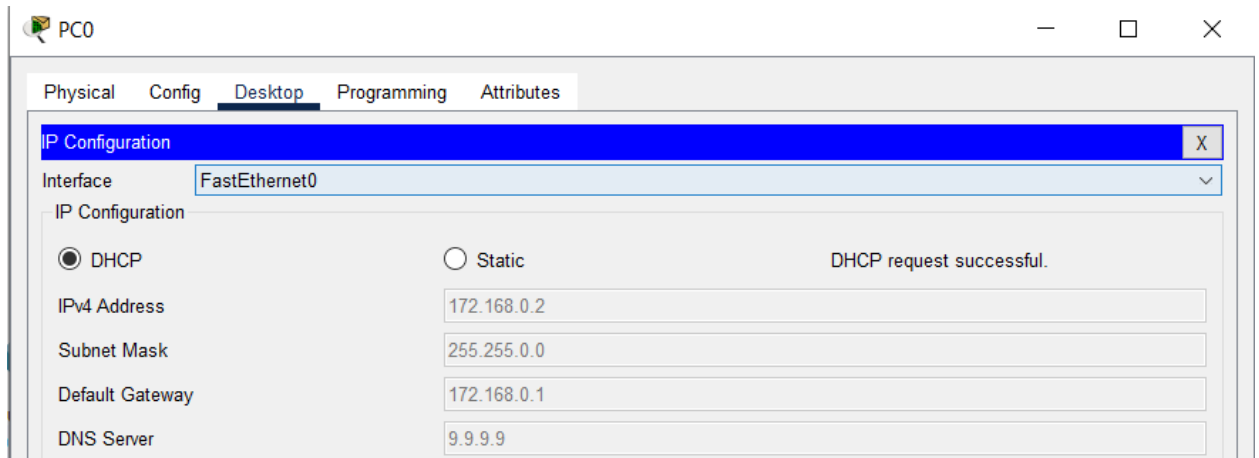 PC0
Physical Config Desktop Programming Attributes
IP Configuration X
Interface FastEthernet0
IP Configuration
DHCP Static DHCP request successful.
IPv4 Address 172.168.0.2
Subnet Mask 255.255.0.0
Default Gateway 172.168.0.1
DNS Server 9.9.9.9